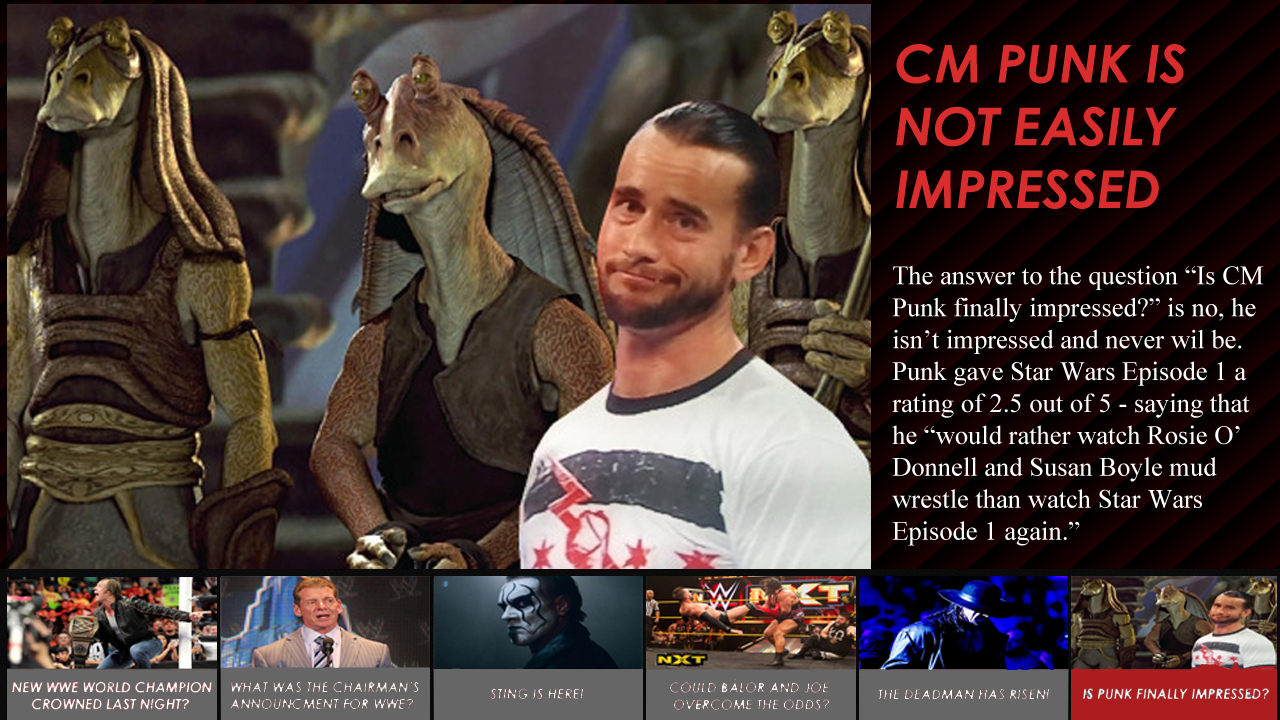 CM PUNK IS
NOT EASILY
IMPRESSED
The answer to the question “Is CM
Punk finally impressed?” is no, he
isn’t impressed and never wil be.
Punk gave Star Wars Episode 1 a
rating of 2.5 out of 5 - saying that
he “would rather watch Rosie O’
Donnell and Susan Boyle mud
wrestle than watch Star Wars
Episode 1 again.”
W NXT
NXT
NEW WWE WORLD CHAMPION
CROWNED LAST NIGHT?
WHAT WAS THE CHAIRMAN’S
ANNOUNCMENT FOR WWE?
STING IS HERE!
COULD BALOR AND JOE
OVERCOME THE ODDS?
THE DEADMAN HAS RISEN!
IS PUNK FINALLY IMPRESSED?